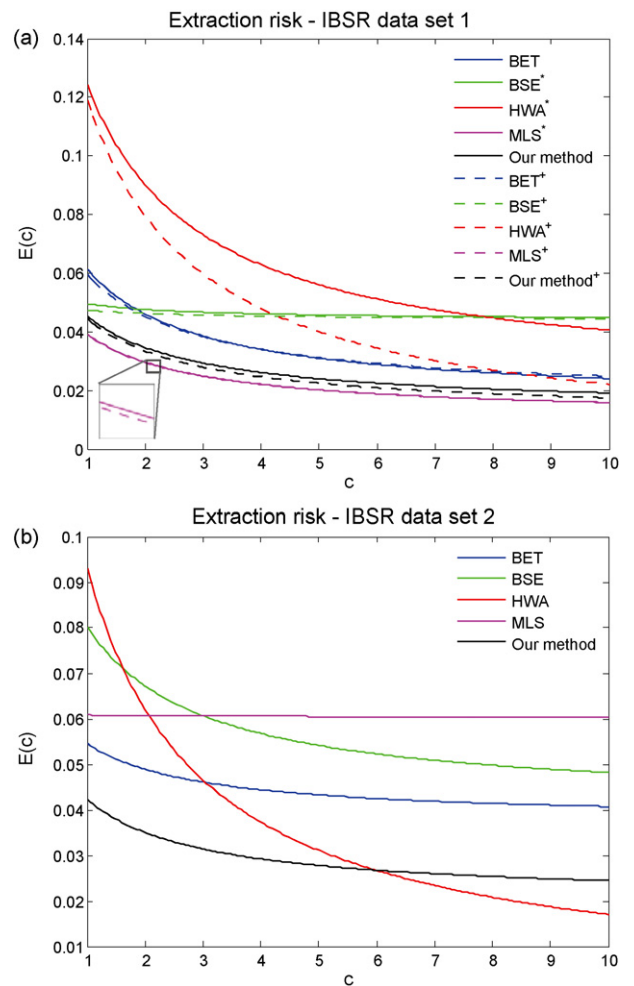 Extraction risk - IBSR data set 1
(a)
0.14
0.12
0.1
0.08
0.06
0.04
0.02
0
E(c)
BET
BSE*
HWA*
MLS*
Our method
BET+
BSE+
HWA+
MLS+
Our method+
1 2 3 4 5 6 7 8 9 10
c
Extraction risk - IBSR data set 2
(b)
0.1
0.09
0.08
0.07
0.06
0.05
0.04
0.03
0.02
0.01
E(c)
BET
BSE
HWA
MLS
Our method
1 2 3 4 5 6 7 8 9 10
c